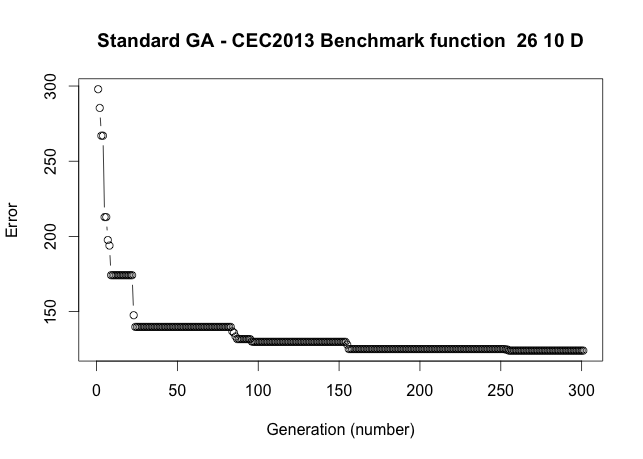 Standard GA - CEC2013 Benchmark function  26 10 D
Error
300
250
200
150
0 50 100 150 200 250 300
Generation (number)